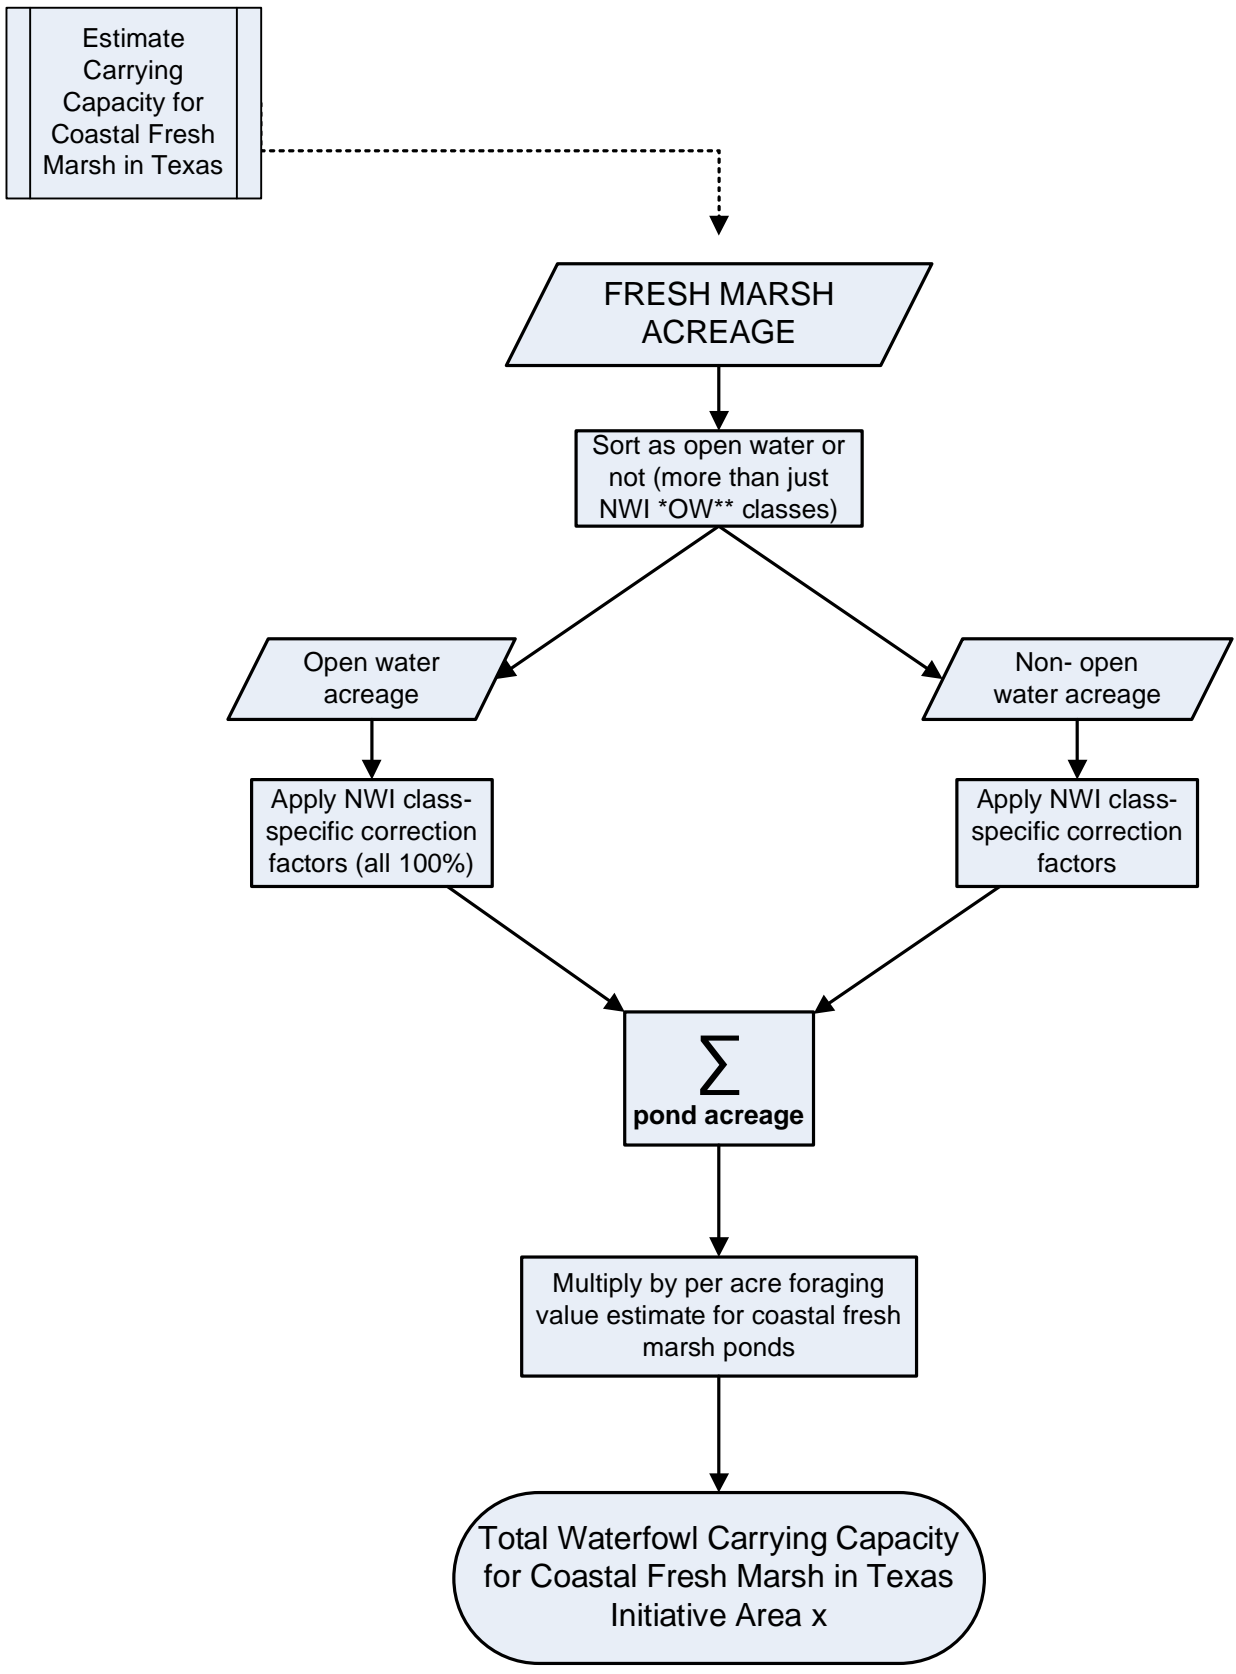 Estimate
Carrying
Capacity for
Coastal Fresh
Marsh in Texas
FRESH MARSH
ACREAGE
Sort as open water or
not (more than just
NWI *OW** classes)
Open water
acreage
Non- open
water acreage
Apply NWI class-
specific correction
factors (all 100%)
Apply NWI class-
specific correction
factors
∑
pond acreage
Multiply by per acre foraging
value estimate for coastal fresh
marsh ponds
Total Waterfowl Carrying Capacity
for Coastal Fresh Marsh in Texas
Initiative Area x